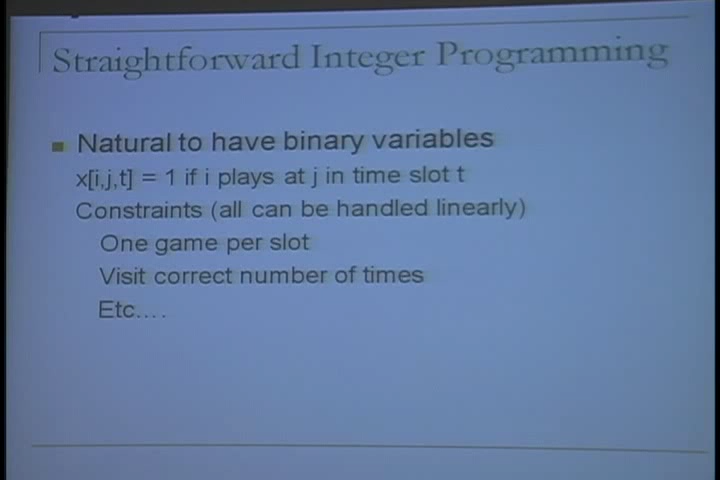 Straightforward Integer Programming
Natural to have binary variables
x[i,j,t] = 1 if i plays at j in time slot t
Constraints (all can be handled linearly)
One game per slot
Visit correct number of times
Etc....